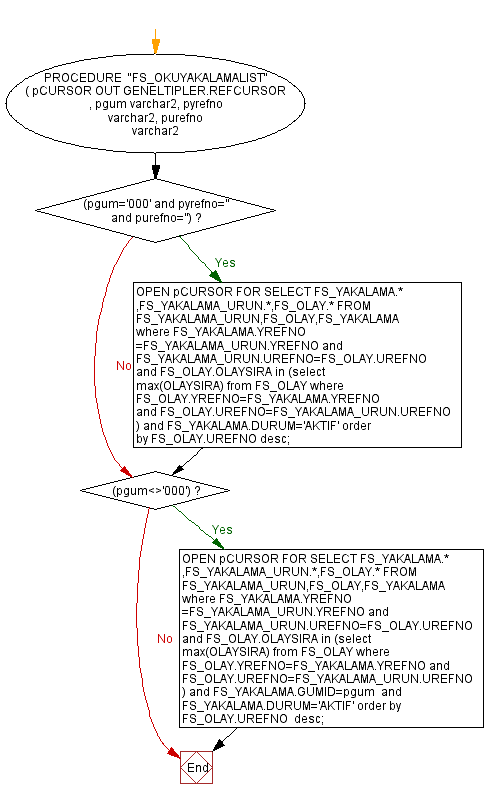 PROCEDURE "FS_OKUYAKALAMALIST"
( pCURSOR OUT GENELTIPLER.REFCURSOR
, pgum varchar2, pyrefno
varchar2, purefno
varchar2
(pgum='000' and pyrefno=''
and purefno='') ?
Yes
OPEN pCURSOR FOR SELECT FS_YAKALAMA.*
,FS_YAKALAMA_URUN.*,FS_OLAY.* FROM
FS_YAKALAMA_URUN,FS_OLAY,FS_YAKALAMA
where FS_YAKALAMA.YREFNO
=FS_YAKALAMA_URUN.YREFNO and
FS_YAKALAMA_URUN.UREFNO=FS_OLAY.UREFNO
and FS_OLAY.OLAYSIRA in (select
max(OLAYSIRA) from FS_OLAY where
FS_OLAY.YREFNO=FS_YAKALAMA.YREFNO
and FS_OLAY.UREFNO=FS_YAKALAMA_URUN.UREFNO
) and FS_YAKALAMA.DURUM='AKTIF' order
by FS_OLAY.UREFNO desc;
No
(pgum<>'000') ?
Yes
OPEN pCURSOR FOR SELECT FS_YAKALAMA.*
,FS_YAKALAMA_URUN.*,FS_OLAY.* FROM
FS_YAKALAMA_URUN,FS_OLAY,FS_YAKALAMA
where FS_YAKALAMA.YREFNO
=FS_YAKALAMA_URUN.YREFNO and
FS_YAKALAMA_URUN.UREFNO=FS_OLAY.UREFNO
and FS_OLAY.OLAYSIRA in (select
max(OLAYSIRA) from FS_OLAY where
FS_OLAY.YREFNO=FS_YAKALAMA.YREFNO and
FS_OLAY.UREFNO=FS_YAKALAMA_URUN.UREFNO
) and FS_YAKALAMA.GUMID=pgum  and
FS_YAKALAMA.DURUM='AKTIF' order by
FS_OLAY.UREFNO  desc;
No
End